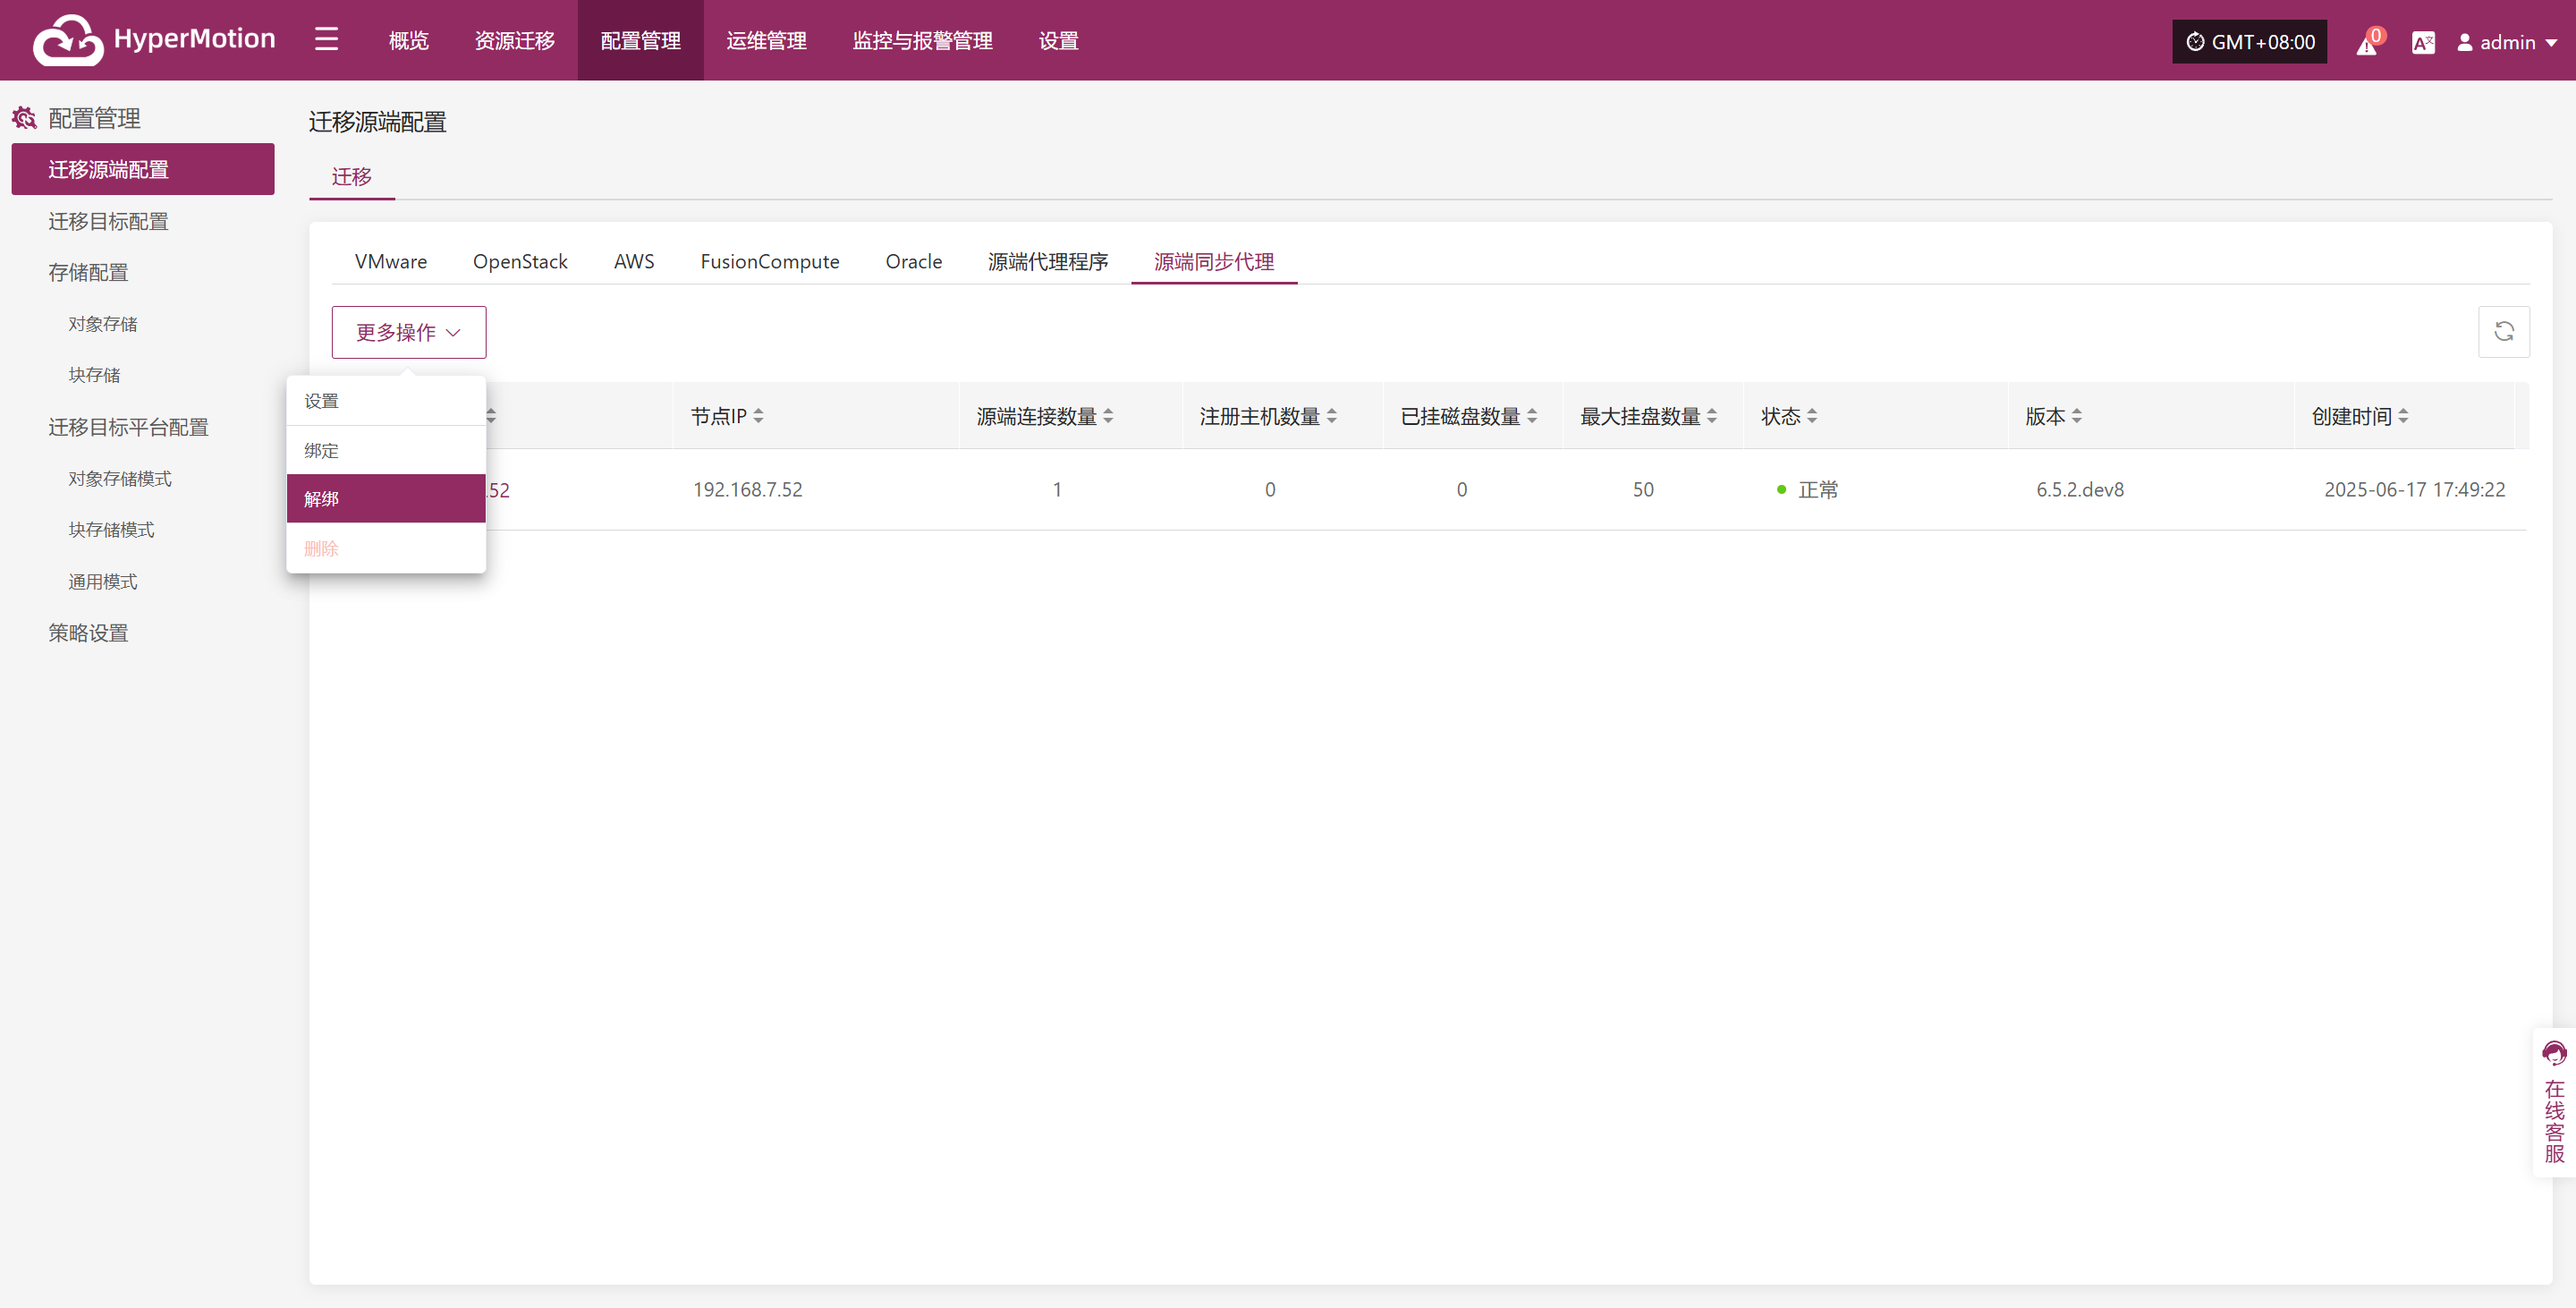 HyperMotion
概览
资源迁移
配置管理
运维管理
监控与报警管理
设置
GMT+08:00
0
admin
配置管理
迁移源端配置
迁移目标配置
存储配置
对象存储
块存储
迁移目标平台配置
对象存储模式
块存储模式
通用模式
策略设置
迁移源端配置
迁移
VMware
OpenStack
AWS
FusionCompute
Oracle
源端代理程序
源端同步代理
更多操作
设置
绑定
解绑
删除
节点IP
源端连接数量
注册主机数量
已挂磁盘数量
最大挂盘数量
状态
版本
创建时间
.52
192.168.7.52
1
0
0
50
正常
6.5.2.dev8
2025-06-17 17:49:22
在线客服